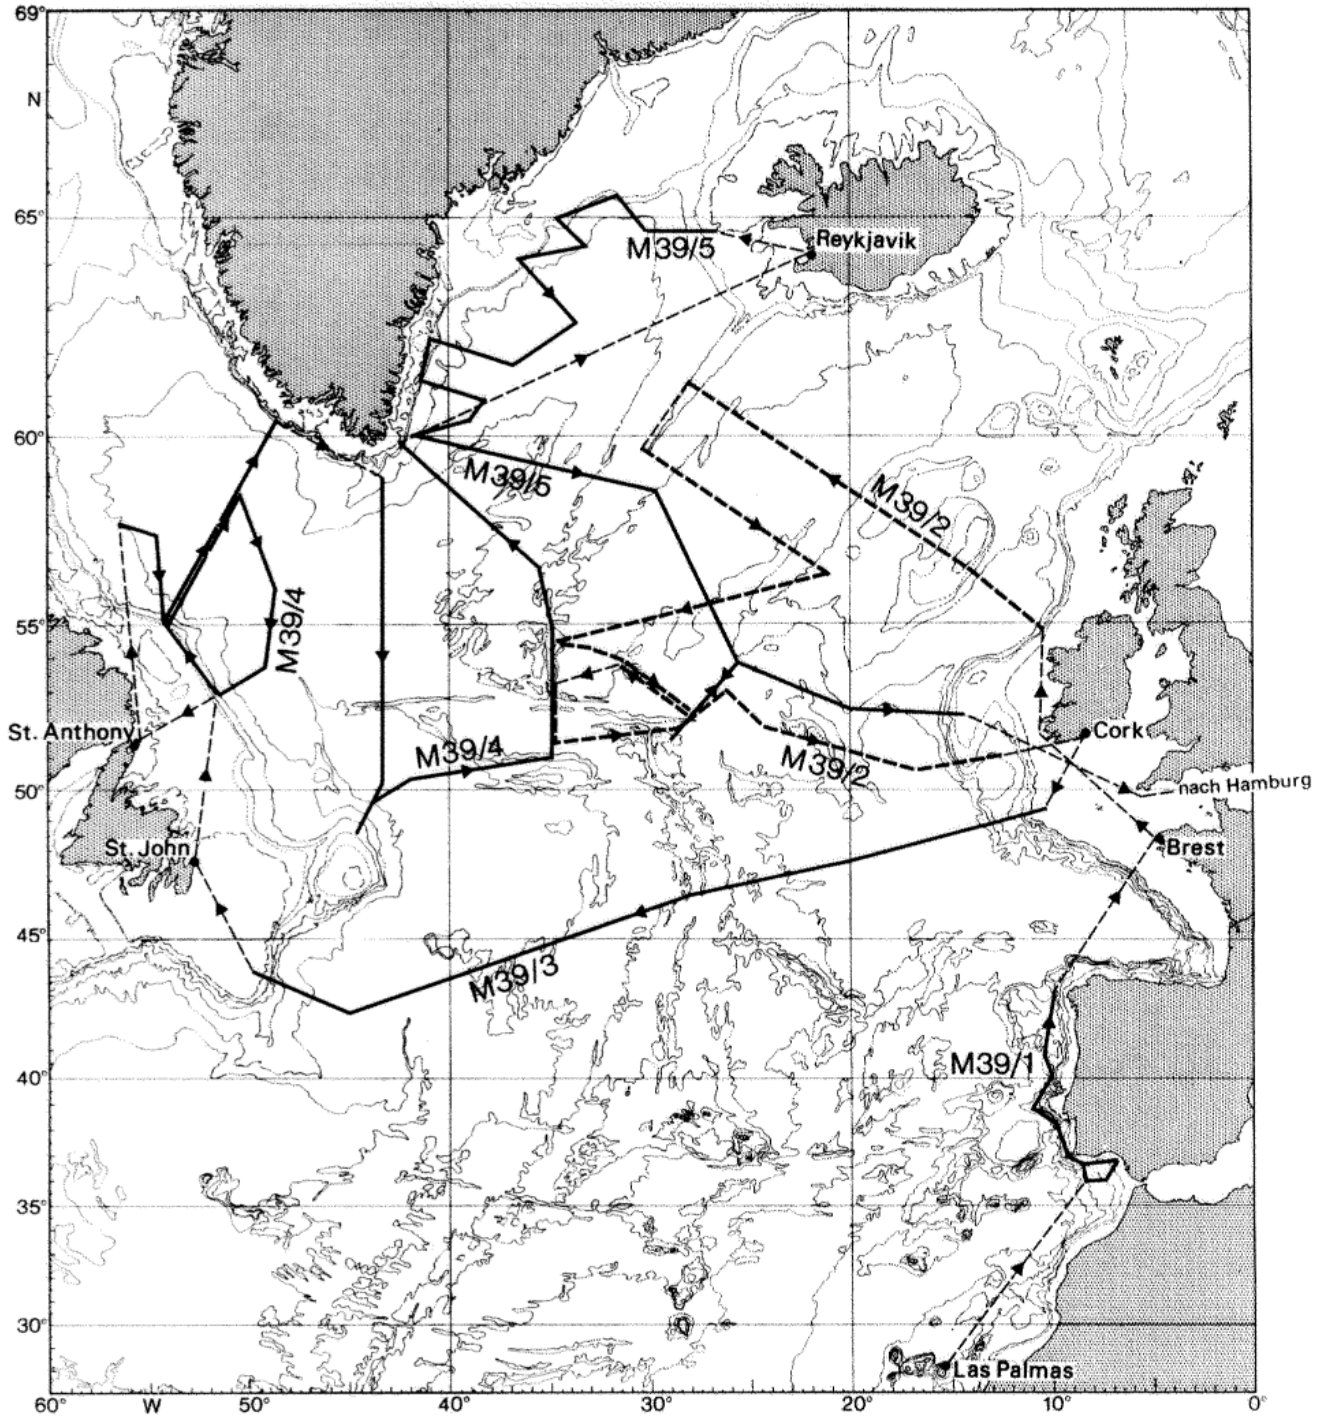 69°
N
65°
Reykjavik
M39/5
60°
M39/5
M39/2
55°
M39/4
St. Anthony
Cork
M39/4
M39/2
50°
nach Hamburg
St. John
Brest
45°
M39/3
M39/1
40°
35°
30°
Las Palmas
60° W 50° 40° 30° 20° 10° 0°